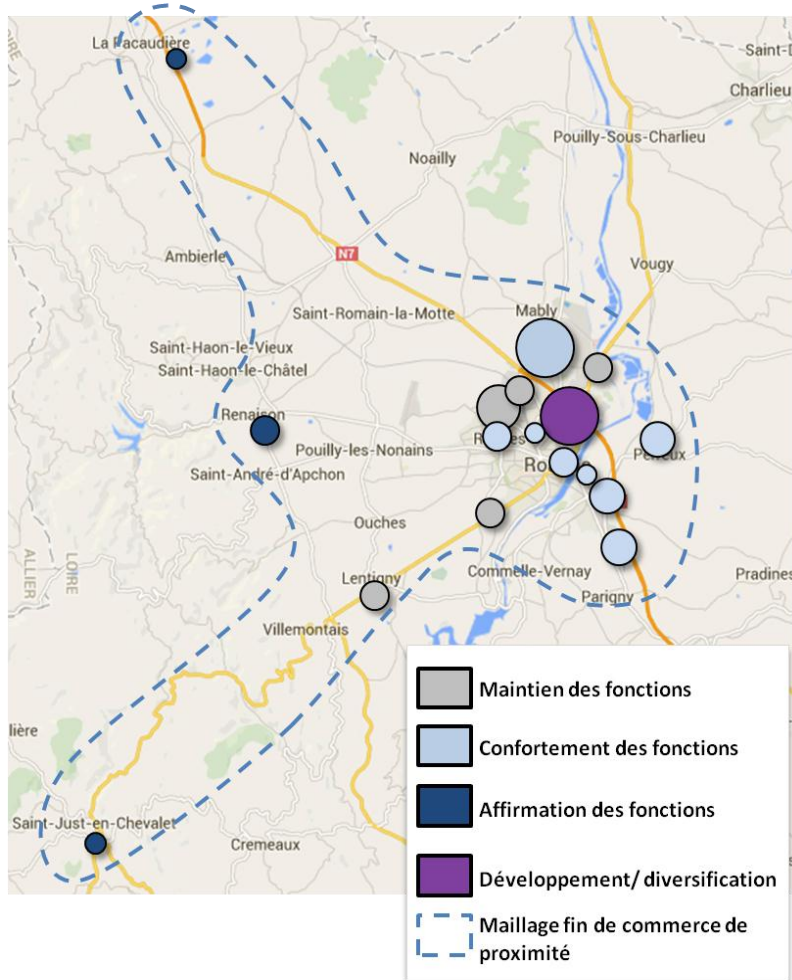 La Pacaudière
Saint-D
Charlieu
Pouilly-Sous-Charlieu
Noailly
LOIRE
Ambierle
N7
Vougy
Saint-Romain-la-Motte
Mably
Saint-Haon-le-Vieux
Saint-Haon-le-Châtel
Renaison
Pouilly-les-Nonains
Ro
Saint-André-d'Apchon
Ouches
ALLIER
LOIRE
Lentigny
Commelle-Vernay
Pradines
Parigny
Villemontais
lière
Saint-Just-en-Chevalet
Cremeaux
Maintien des fonctions
Confortement des fonctions
Affirmation des fonctions
Développement/ diversification
Maillage fin de commerce de
proximité